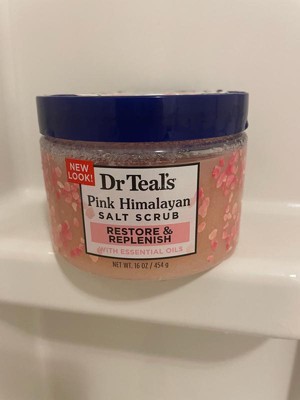 NEW
LOOK!
Dr Teal's
Pink Himalayan
SALT SCRUB
RESTORE &
REPLENISH
WITH ESSENTIAL OILS
NET WT. 16 OZ / 454 g